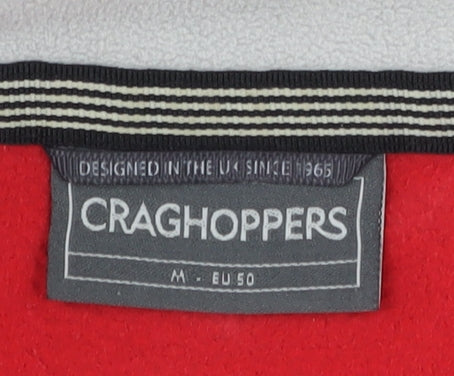 DESIGNED IN THE UK SINCE 1965
CRAGHOPPERS
M - EU 50